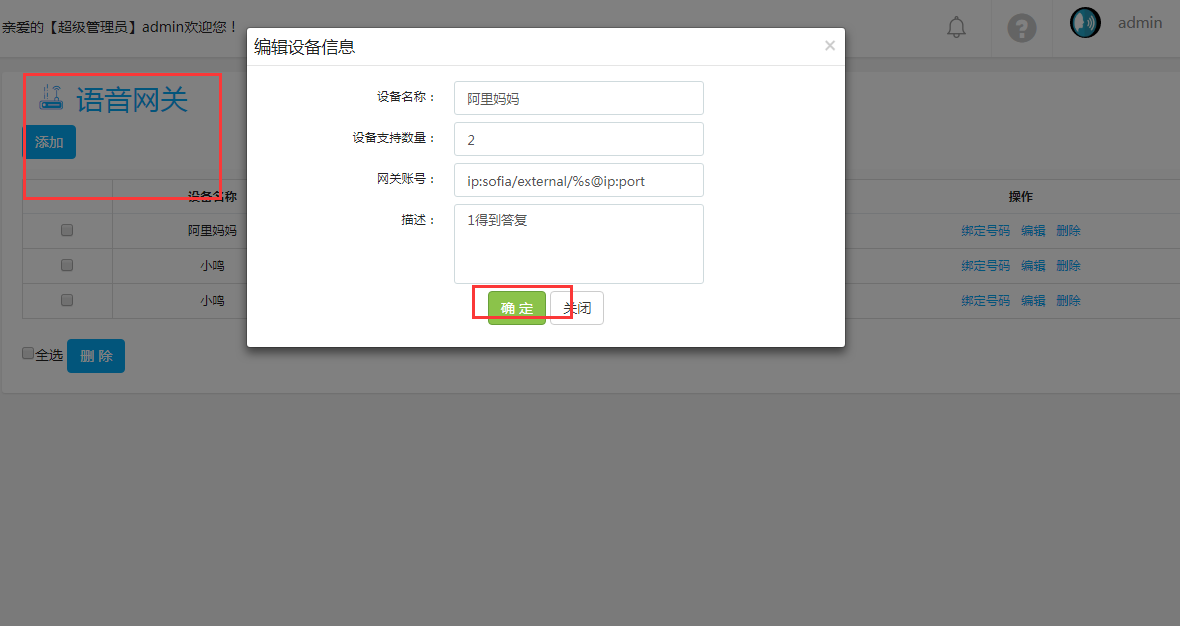 亲爱的【超级管理员】admin欢迎您！
?
admin
编辑设备信息
×
设备名称： 阿里妈妈
设备支持数量： 2
网关账号： ip:sofia/external/%s@ip:port
描述： 1得到答复
确 定 关闭
语音网关
添加
设备名称 操作
阿里妈妈 绑定号码 编辑 删除
小鸣 绑定号码 编辑 删除
小鸣 绑定号码 编辑 删除
全选 删 除